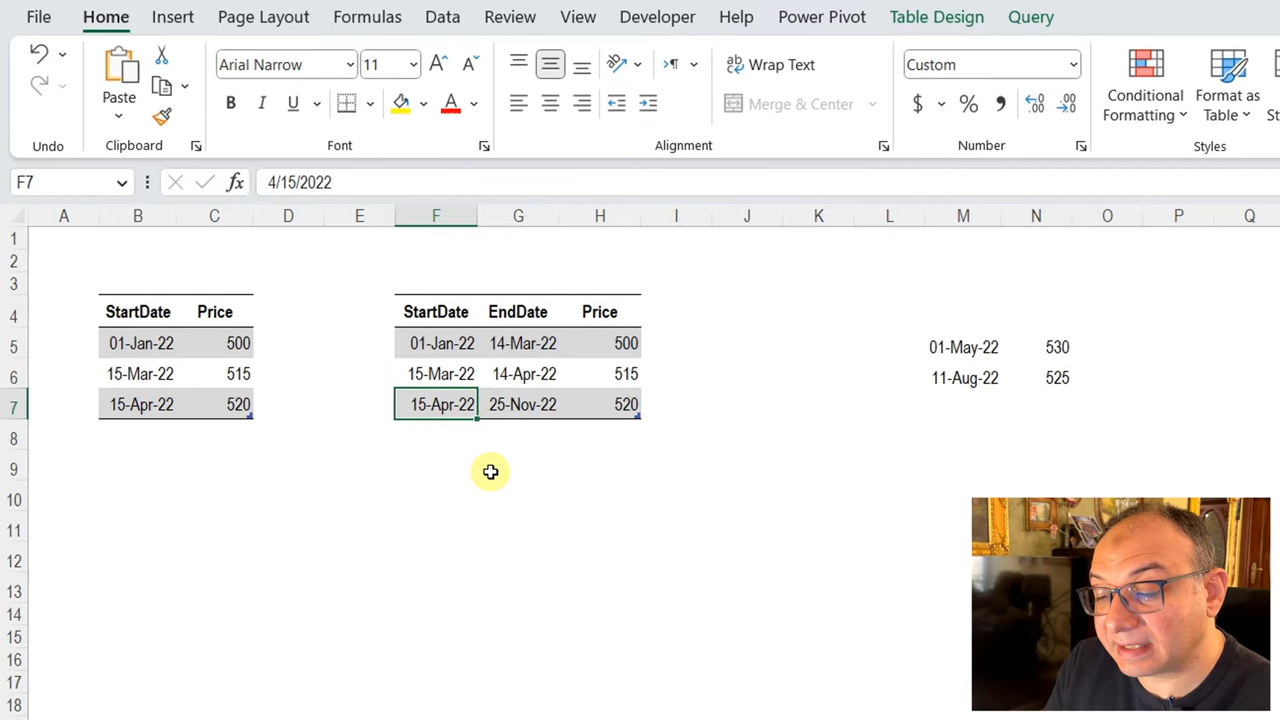 File Home Insert Page Layout Formulas Data Review View Developer Help Power Pivot Table Design Query
Arial Narrow 11 A A ab Wrap Text Custom
Paste B I U A Merge & Center $ % 9 .00 Conditional Formatting Format as Table
Undo Clipboard Font Alignment Number Styles
F7 fx 4/15/2022
A B C D E F G H I J K L M N O P Q
1
2
3
4 StartDate Price StartDate EndDate Price
5 01-Jan-22 500 01-Jan-22 14-Mar-22 500 01-May-22 530
6 15-Mar-22 515 15-Mar-22 14-Apr-22 515 11-Aug-22 525
7 15-Apr-22 520 15-Apr-22 25-Nov-22 520
8
9
10
11
12
13
14
15
16
17
18